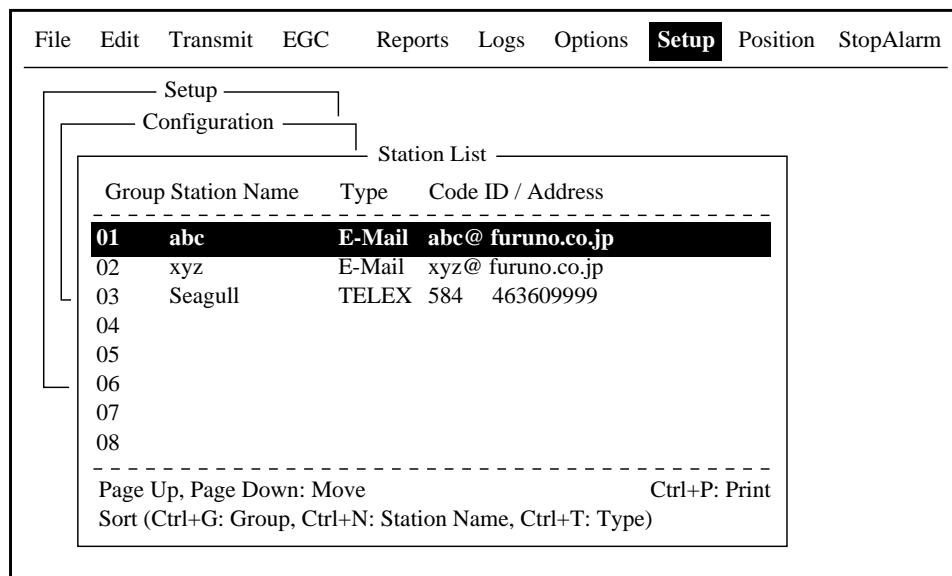 File Edit Transmit EGC Reports Logs Options Setup Position StopAlarm
Setup
Configuration
Station List
Group Station Name Type Code ID / Address
01 abc E-Mail abc@ furuno.co.jp
02 xyz E-Mail xyz@ furuno.co.jp
03 Seagull TELEX 584 463609999
04
05
06
07
08
Page Up, Page Down: Move Ctrl+P: Print
Sort (Ctrl+G: Group, Ctrl+N: Station Name, Ctrl+T: Type)